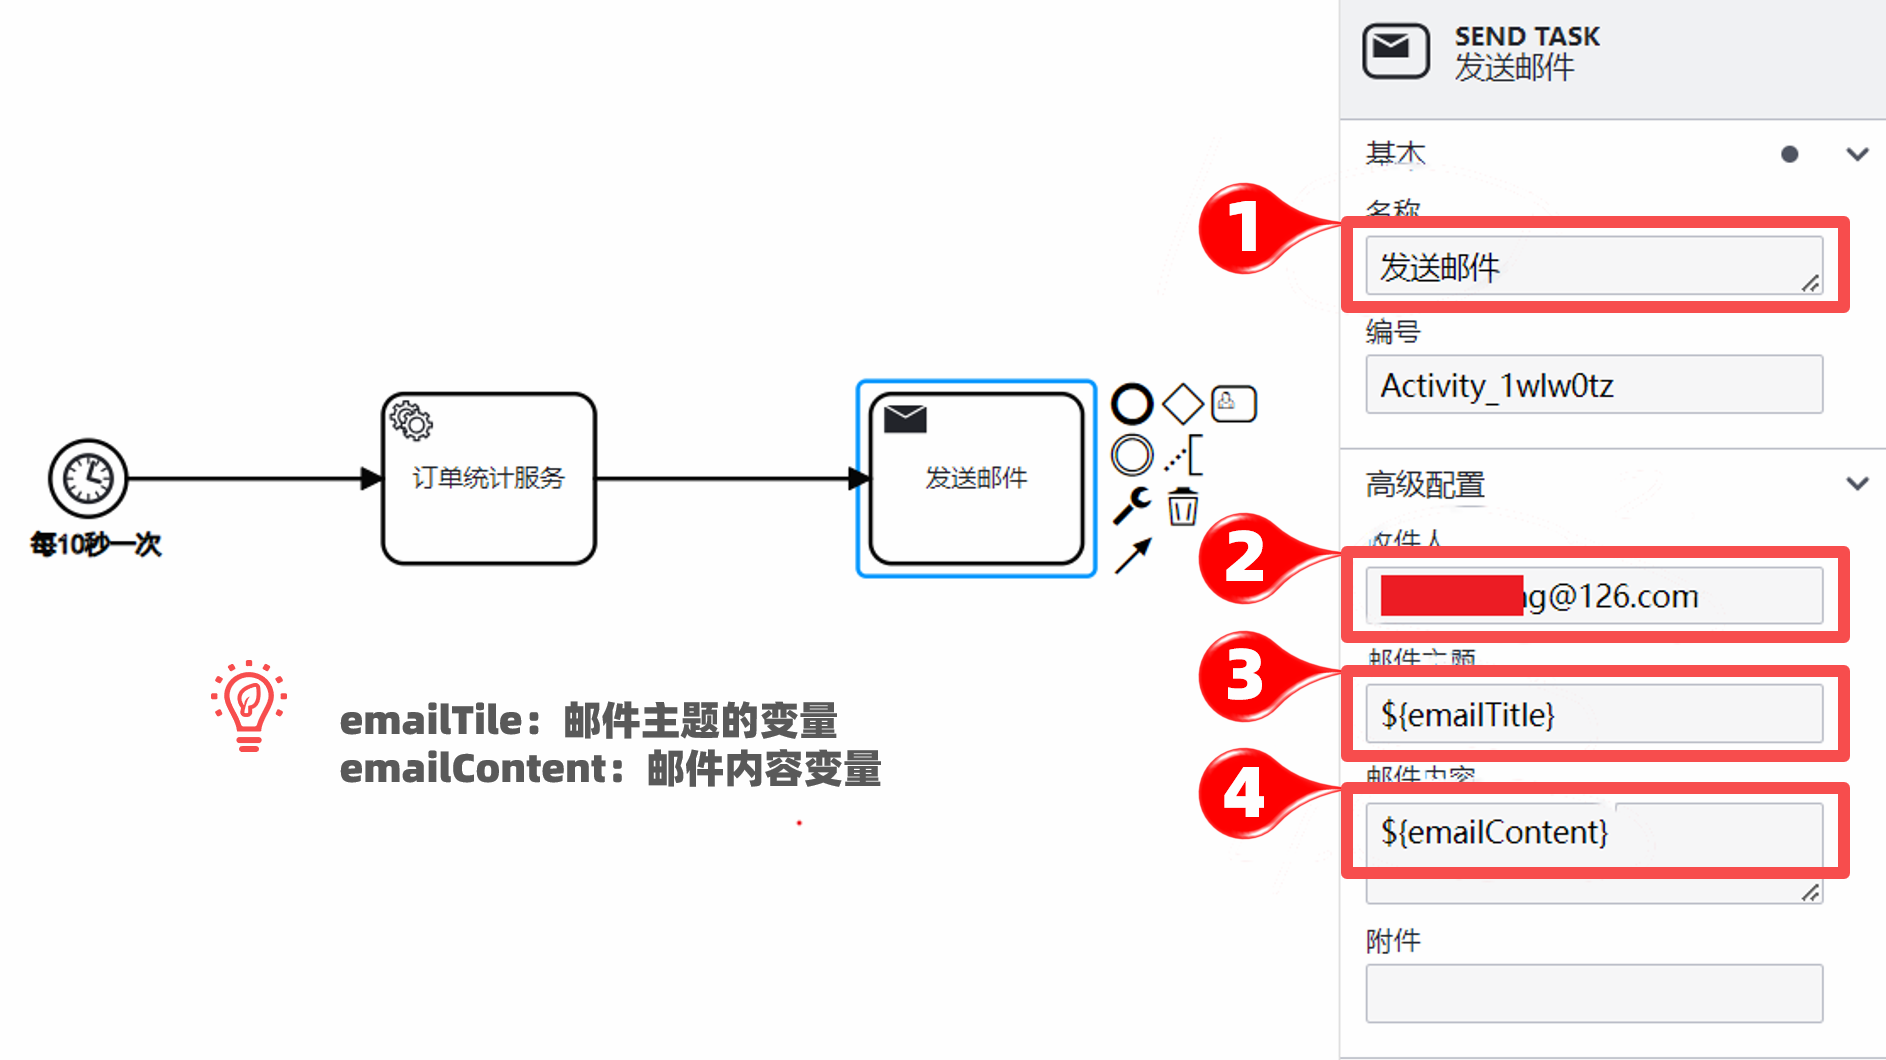 SEND TASK
发送邮件
基本
名称
发送邮件
编号
Activity_1wlw0tz
高级配置
收件人
ng@126.com
邮件主题
${emailTitle}
邮件内容
${emailContent}
附件
1
2
3
4
订单统计服务
发送邮件
每10秒一次
emailTile：邮件主题的变量
emailContent：邮件内容变量